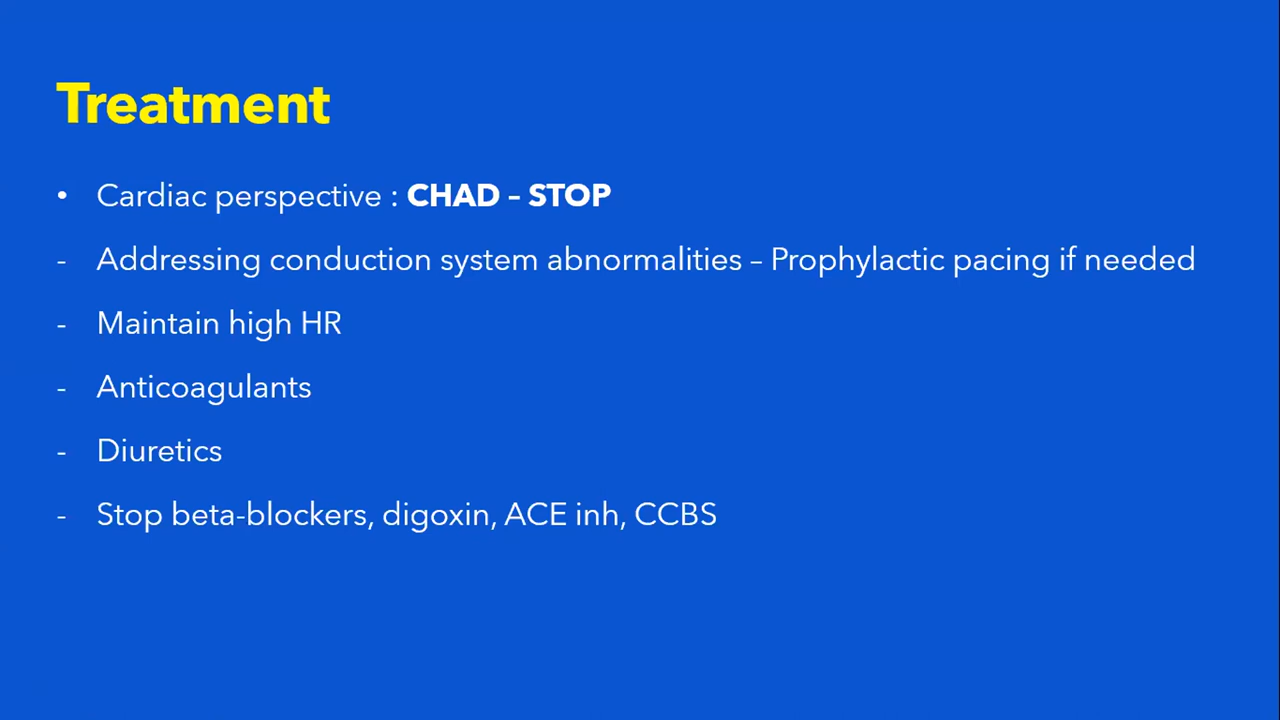 Treatment
• Cardiac perspective : CHAD – STOP
- Addressing conduction system abnormalities – Prophylactic pacing if needed
- Maintain high HR
- Anticoagulants
- Diuretics
- Stop beta-blockers, digoxin, ACE inh, CCBS